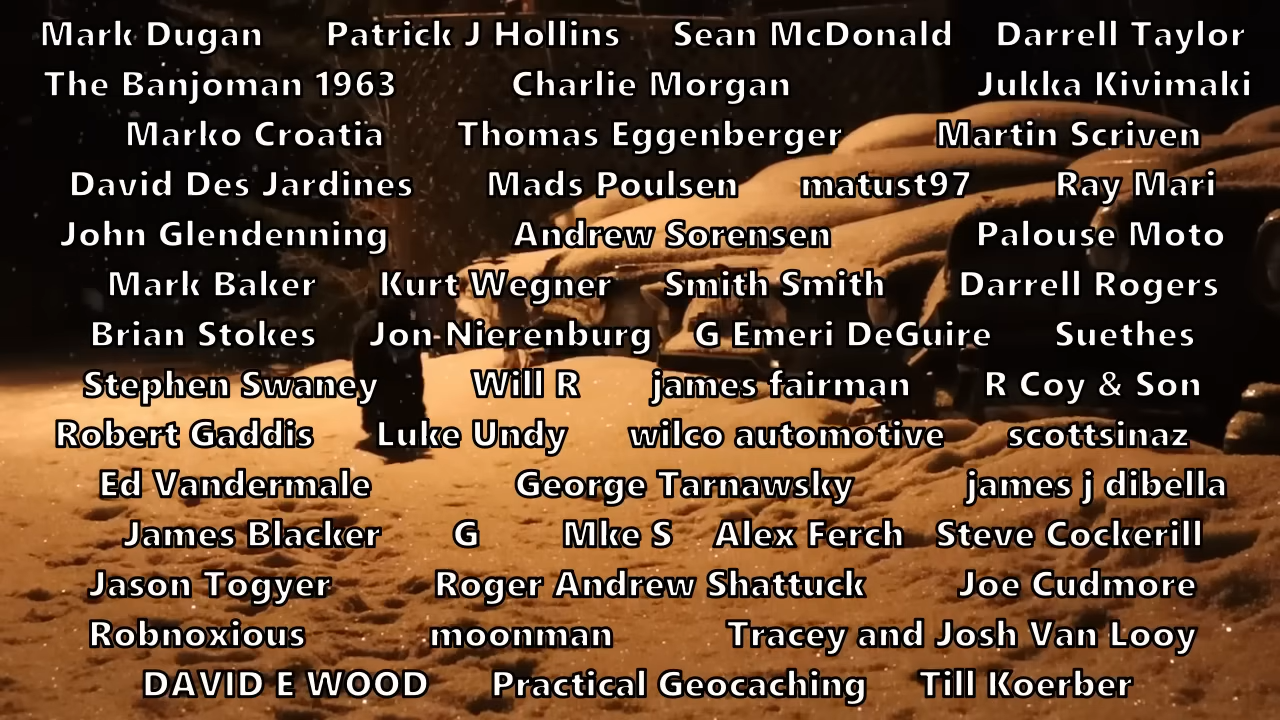 Mark Dugan Patrick J Hollins Sean McDonald Darrell Taylor
The Banjoman 1963 Charlie Morgan Jukka Kivimaki
Marko Croatia Thomas Eggenberger Martin Scriven
David Des Jardines Mads Poulsen matust97 Ray Mari
John Glendenning Andrew Sorensen Palouse Moto
Mark Baker Kurt Wegner Smith Smith Darrell Rogers
Brian Stokes Jon Nierenburg G Emeri DeGuire Suethes
Stephen Swaney Will R james fairman R Coy & Son
Robert Gaddis Luke Undy wilco automotive scottsinaz
Ed Vandermale George Tarnawsky james j dibella
James Blacker G Mke S Alex Ferch Steve Cockerill
Jason Togyer Roger Andrew Shattuck Joe Cudmore
Robnoxious moonman Tracey and Josh Van Looy
DAVID E WOOD Practical Geocaching Till Koerber